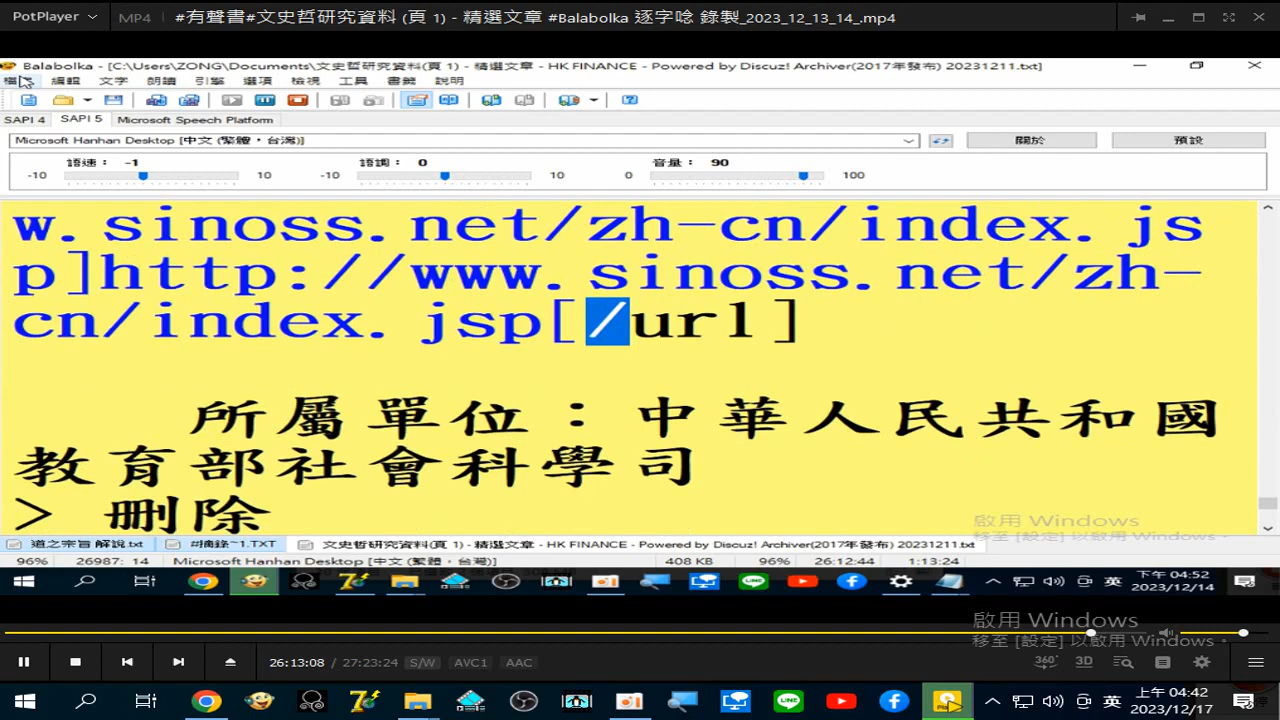 PotPlayer MP4 #有聲書#文史哲研究資料 (頁 1) - 精選文章 #Balabolka 逐字唸 錄製_2023_12_13_14_.mp4
Balabolka - [C:\Users\ZONG\Documents\文史哲研究資料(頁 1) - 精選文章 - HK FINANCE - Powered by Discuz! Archiver(2017年發布) 20231211.txt]
檔案 編輯 文字 朗讀 引擎 選項 檢視 工具 書籤 說明
SAPI 4 SAPI 5 Microsoft Speech Platform
Microsoft Hanhan Desktop [中文 (繁體，台灣)] 關於 預設
語速： -1 語調： 0 音量： 90
-10 10 -10 10 0 100
w.sinoss.net/zh-cn/index.js
p]http://www.sinoss.net/zh-
cn/index.jsp[/url]
所屬單位：中華人民共和國
教育部社會科學司
> 刪除
啟用 Windows
道之宗旨 解說.txt #摘錄~1.TXT 文史哲研究資料(頁 1) - 精選文章 - HK FINANCE - Powered by Discuz! Archiver(2017年發布) 20231211.txt
96% 26987: 14 Microsoft Hanhan Desktop [中文 (繁體，台灣)] 408 KB 96% 26:12:44 1:13:24
英 下午 04:52
2023/12/14
啟用 Windows
移至 [設定] 以啟用 Windows。
26:13:08 / 27:23:24 S/W AVC1 AAC 360° 3D
英 上午 04:42
2023/12/17